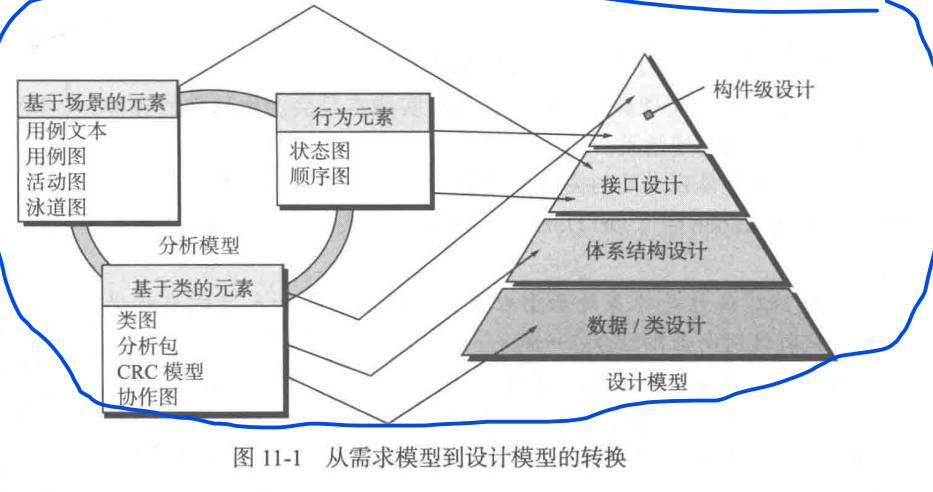 基于场景的元素
用例文本
用例图
活动图
泳道图
行为元素
状态图
顺序图
分析模型
基于类的元素
类图
分析包
CRC 模型
协作图
构件级设计
接口设计
体系结构设计
数据 / 类设计
设计模型
图 11-1 从需求模型到设计模型的转换